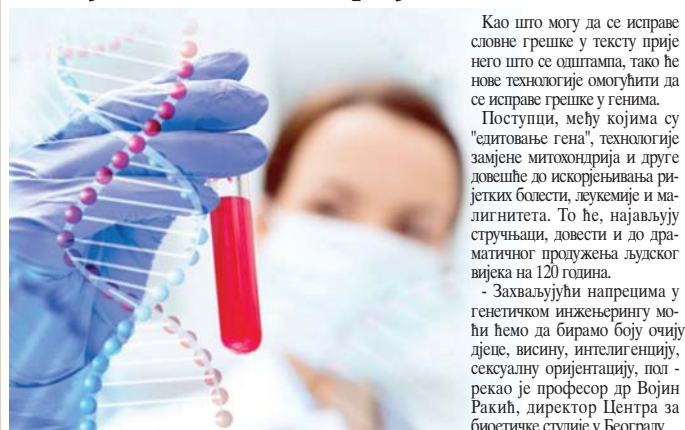 Као што могу да се исправе
словне грешке у тексту прије
него што се одштампа, тако ће
нове технологије омогућити да
се исправе грешке у генима.
Поступци, међу којима су
"едитовање гена", технологије
замјене митохондрија и друге
довешће до искорјењивања ри-
јетких болести, леукемије и ма-
лигнитета. То ће, најављују
стручњаци, довести и до дра-
матичног продужења људског
вијека на 120 година.
- Захваљујући напрецима у
генетичком инжењерингу мо-
ћи ћемо да бирамо боју очију
дјеце, висину, интелигенцију,
сексуалну оријентацију, пол -
рекао је професор др Војин
Ракић, директор Центра за
биоетичке студије у Београду